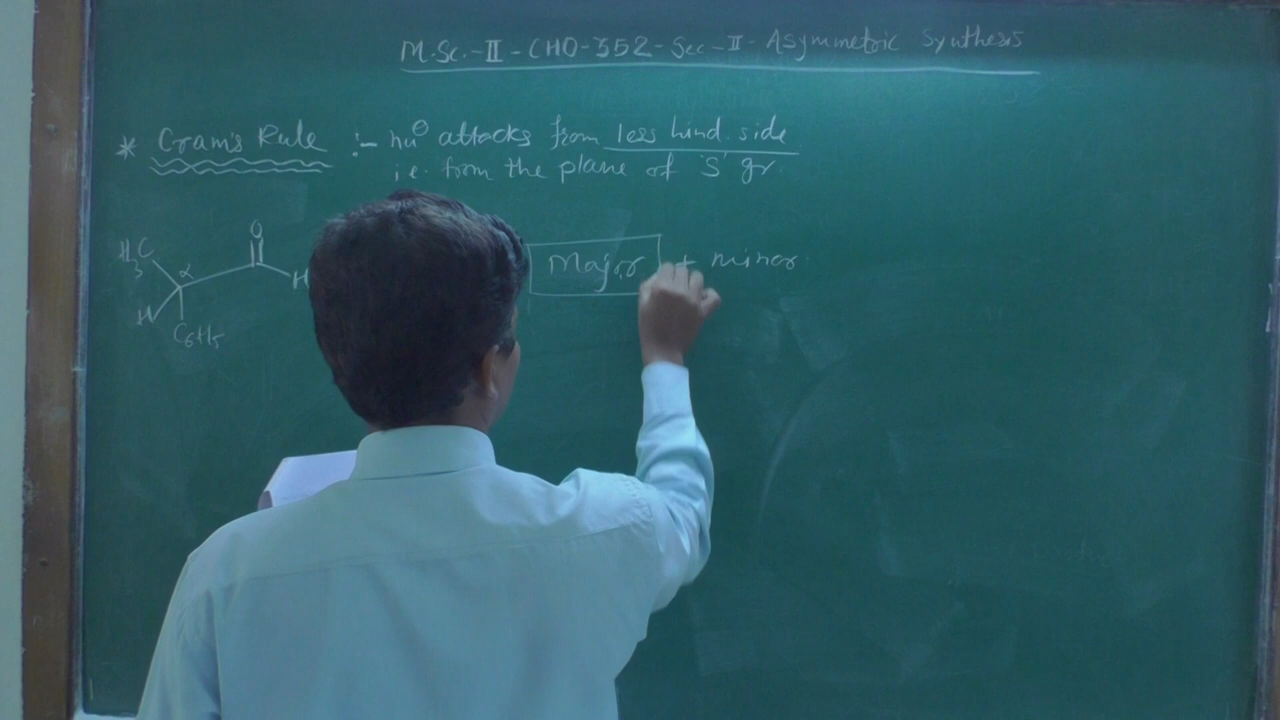 M.Sc.-II-CHO-352-Sec-II-Asymmetric Synthesis
* Cram's Rule :- nu⊖ attacks from less hind. side
i.e. from the plane of 'S' gr.
O
H3C α H
H C6H5
Major + minor